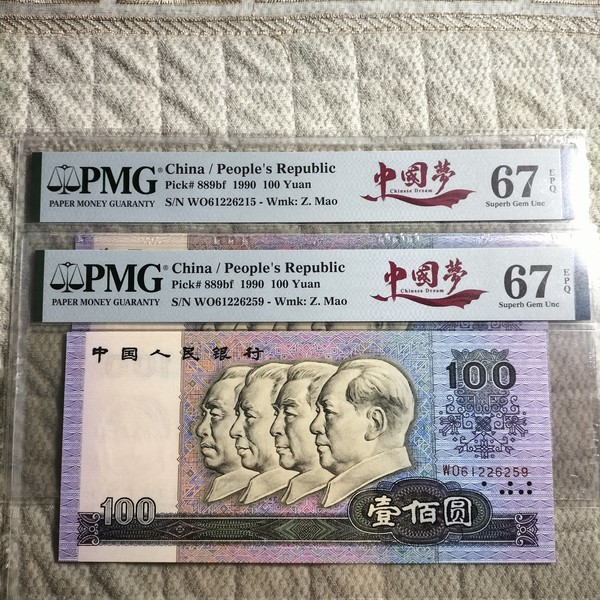 PMG® China / People's Republic
Pick# 889bf 1990 100 Yuan
PAPER MONEY GUARANTY
S/N WO61226215 - Wmk: Z. Mao
中國夢
Chinese Dream
67 EPQ
Superb Gem Unc
PMG® China / People's Republic
Pick# 889bf 1990 100 Yuan
PAPER MONEY GUARANTY
S/N WO61226259 - Wmk: Z. Mao
中國夢
Chinese Dream
67 EPQ
Superb Gem Unc
中国人民银行
100
WO61226259
100
壹佰圆